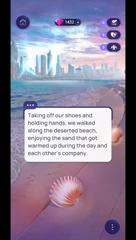 1432
Taking off our shoes and
holding hands, we walked
along the deserted beach,
enjoying the sand that got
warmed up during the day and
each other's company.